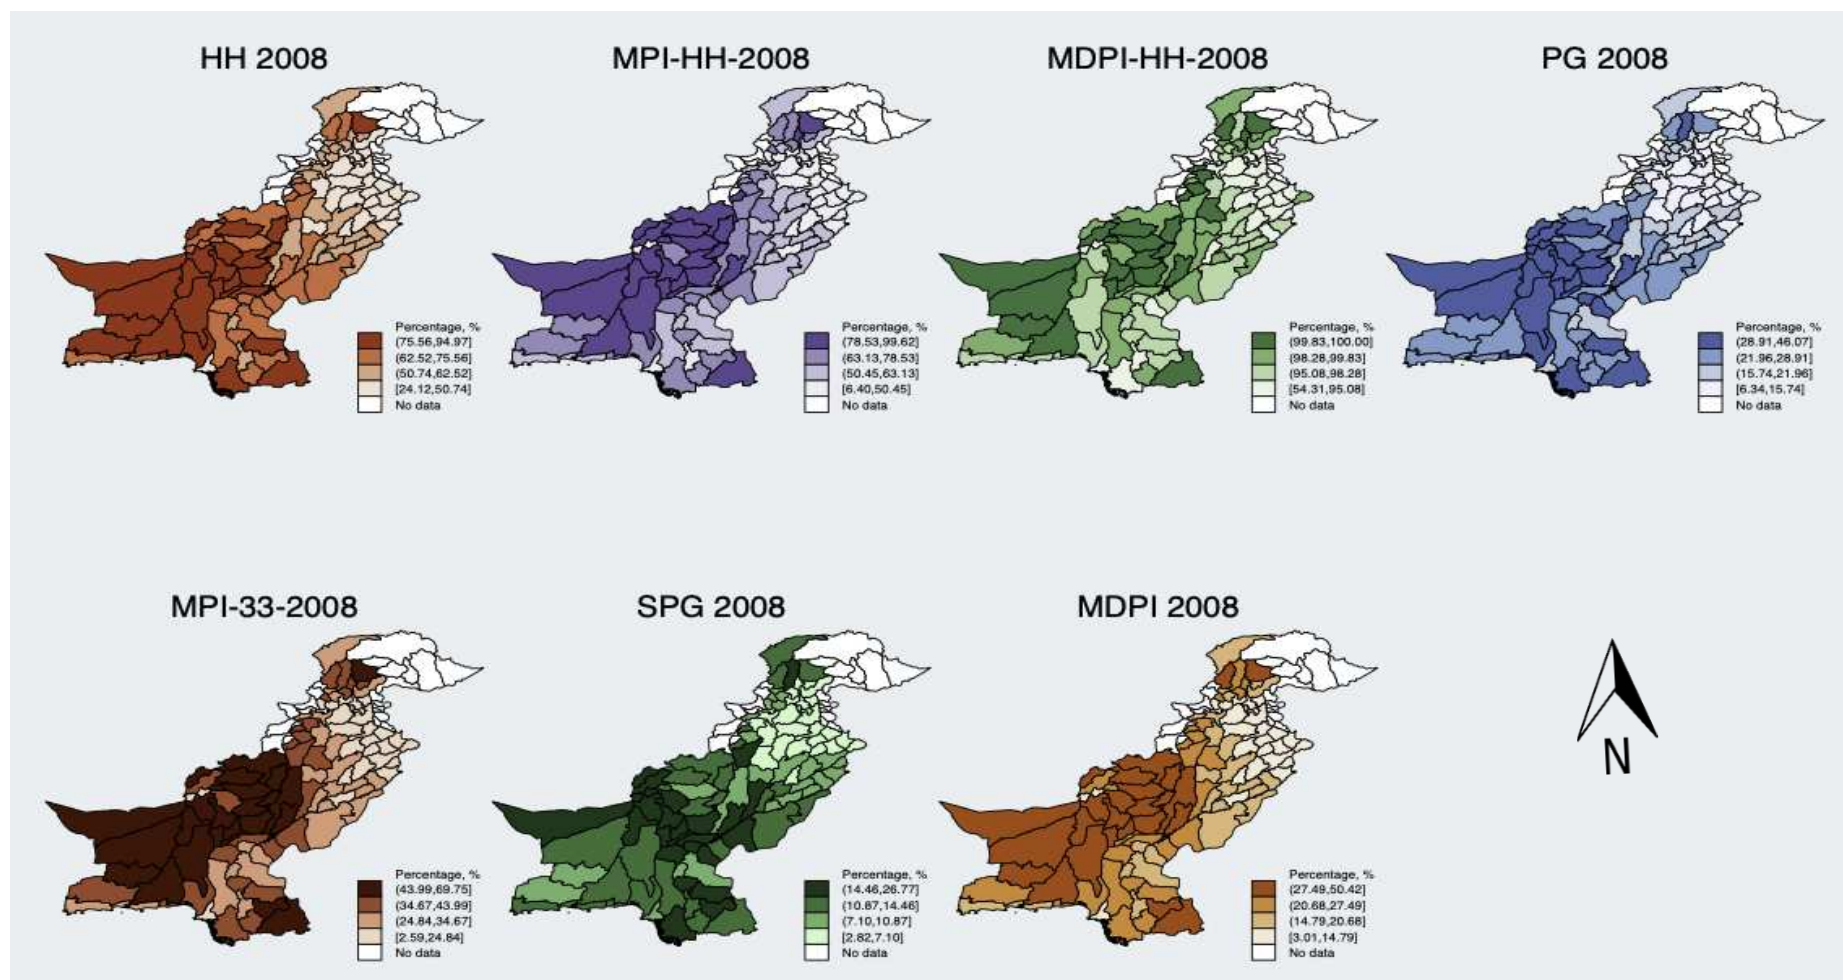 HH 2008
MPI-HH-2008
MDPI-HH-2008
PG 2008
Percentage, %
(75.56,94.97]
(62.52,75.56]
(50.74,62.52]
[24.12,50.74]
No data
Percentage, %
(78.53,99.62]
(63.13,78.53]
(50.45,63.13]
[6.40,50.45]
No data
Percentage, %
(99.83,100.00]
(98.28,99.83]
(95.08,98.28]
[54.31,95.08]
No data
Percentage, %
(28.91,46.07]
(21.96,28.91]
(15.74,21.96]
[6.34,15.74]
No data
MPI-33-2008
SPG 2008
MDPI 2008
Percentage, %
(43.99,69.75]
(34.67,43.99]
(24.84,34.67]
[2.59,24.84]
No data
Percentage, %
(14.46,26.77]
(10.87,14.46]
(7.10,10.87]
[2.82,7.10]
No data
Percentage, %
(27.49,50.42]
(20.68,27.49]
(14.79,20.68]
[3.01,14.79]
No data
N